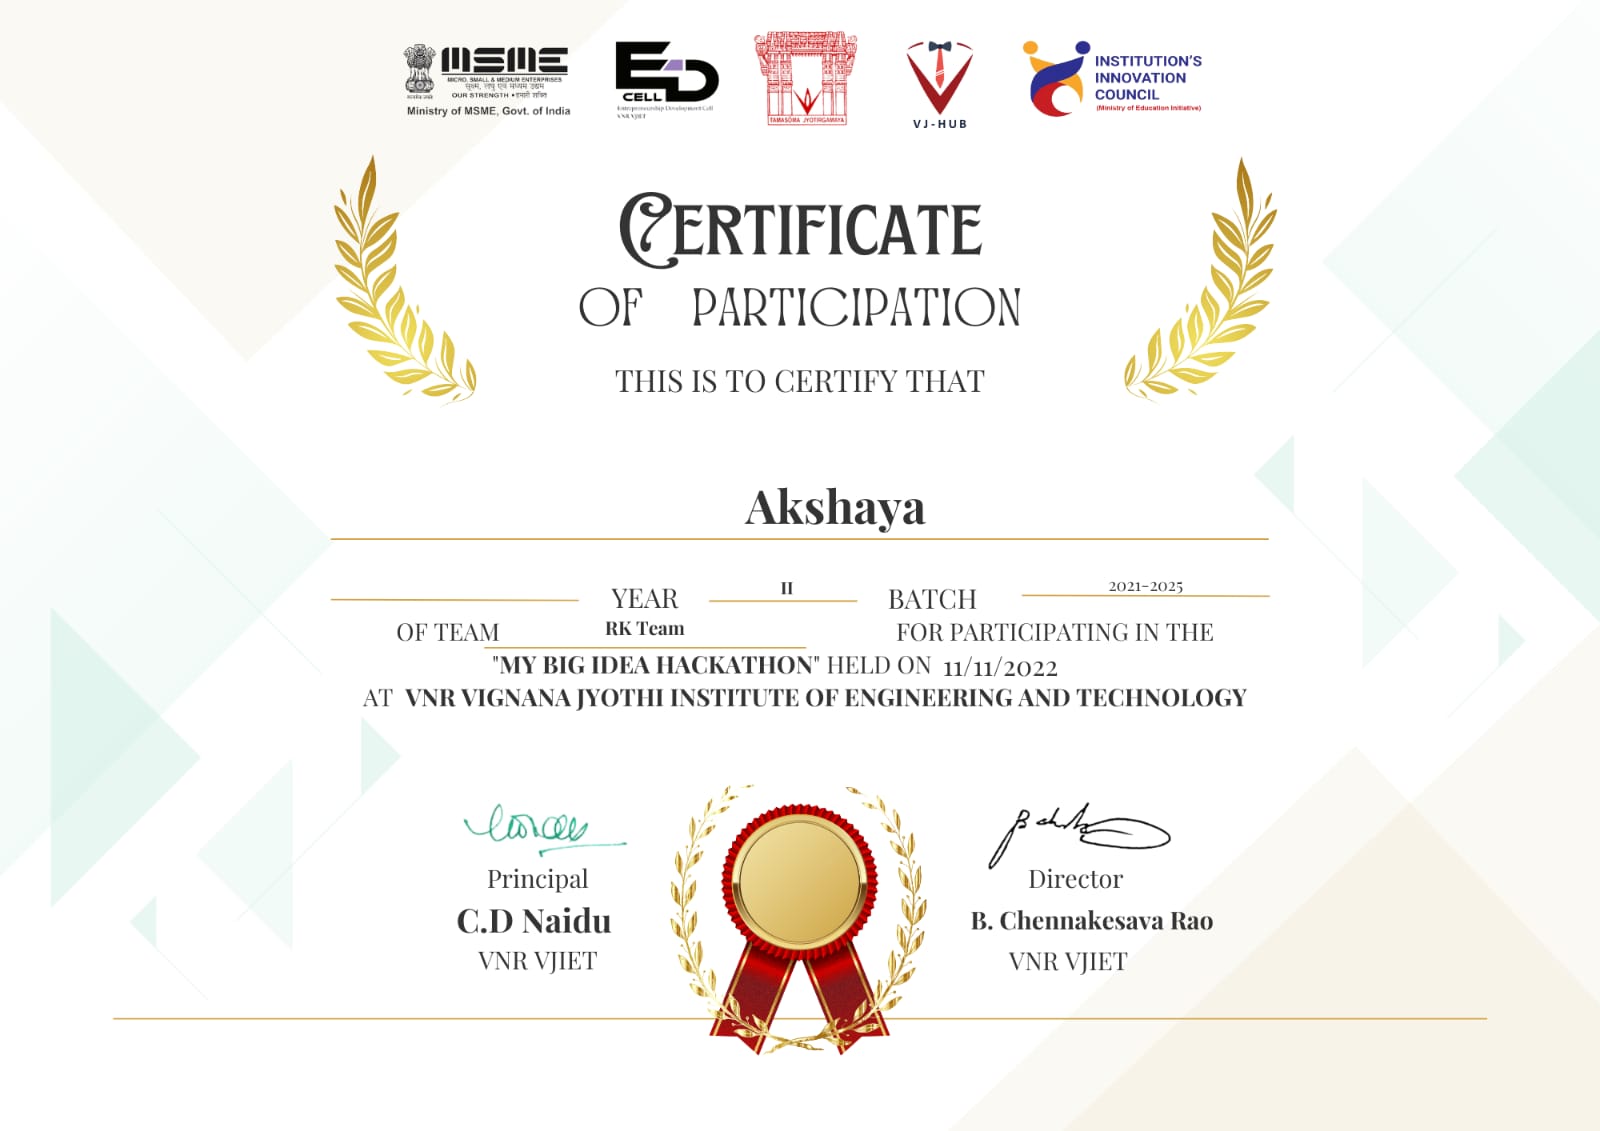 MSME
MICRO, SMALL & MEDIUM ENTERPRISES
सूक्ष्म, लघु एवं मध्यम उद्यम
OUR STRENGTH • हमारी शक्ति
Ministry of MSME, Govt. of India
ED
CELL
Entrepreneurship Development Cell
VNR VJIET
TAMASOMA JYOTIRGAMAYA
VJ-HUB
INSTITUTION'S
INNOVATION
COUNCIL
(Ministry of Education Initiative)
CERTIFICATE
OF PARTICIPATION
THIS IS TO CERTIFY THAT
Akshaya
YEAR II BATCH 2021-2025
OF TEAM RK Team FOR PARTICIPATING IN THE
"MY BIG IDEA HACKATHON" HELD ON 11/11/2022
AT VNR VIGNANA JYOTHI INSTITUTE OF ENGINEERING AND TECHNOLOGY
Principal
C.D Naidu
VNR VJIET
Director
B. Chennakesava Rao
VNR VJIET